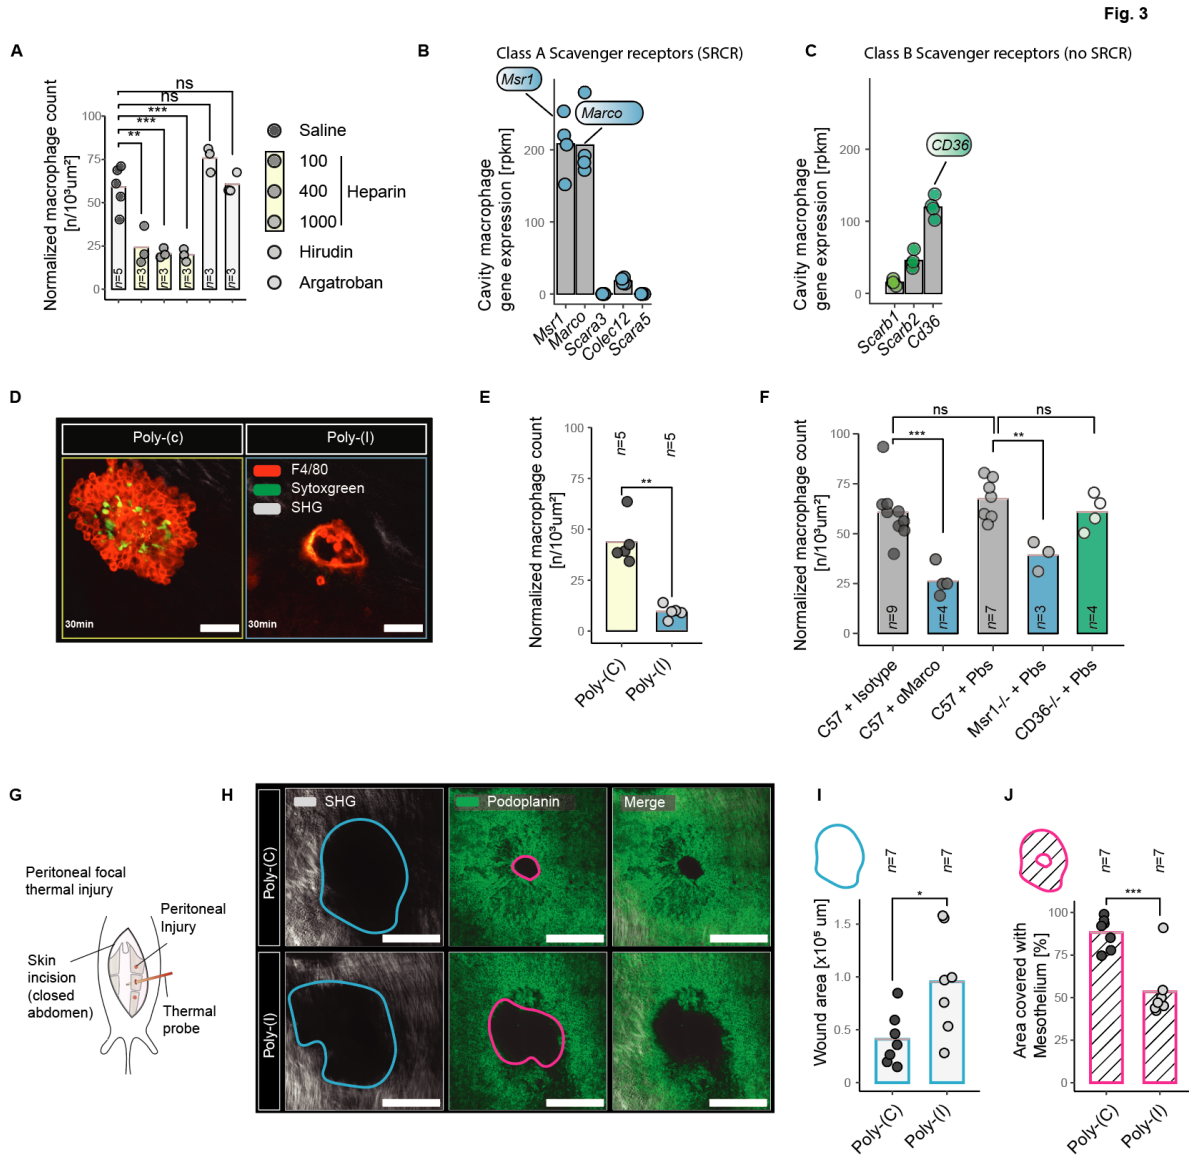 Fig. 3
A
Normalized macrophage count
[n/10³um²]
100
75
50
25
0
ns
ns
***
***
**
n=5
n=3
n=3
n=3
n=3
n=3
Saline
100
400
1000
Heparin
Hirudin
Argatroban
B
Class A Scavenger receptors (SRCR)
Msr1
Marco
Cavity macrophage
gene expression [rpkm]
200
100
0
Msr1
Marco
Scara3
Colec12
Scara5
C
Class B Scavenger receptors (no SRCR)
CD36
Cavity macrophage
gene expression [rpkm]
200
100
0
Scarb1
Scarb2
Cd36
D
Poly-(c)
Poly-(I)
F4/80
Sytoxgreen
SHG
30min
30min
E
Normalized macrophage count
[n/10³um²]
100
75
50
25
0
n=5
n=5
**
Poly-(C)
Poly-(I)
F
Normalized macrophage count
[n/10³um²]
100
75
50
25
0
ns
ns
***
**
n=9
n=4
n=7
n=3
n=4
C57 + Isotype
C57 + αMarco
C57 + Pbs
Msr1-/- + Pbs
CD36-/- + Pbs
G
Peritoneal focal
thermal injury
Peritoneal
Injury
Skin
incision
(closed
abdomen)
Thermal
probe
H
SHG
Podoplanin
Merge
Poly-(C)
Poly-(I)
I
n=7
n=7
*
Wound area [x10⁵ um]
1.5
1.0
0.5
0
Poly-(C)
Poly-(I)
J
n=7
n=7
***
Area covered with
Mesothelium [%]
100
75
50
25
0
Poly-(C)
Poly-(I)